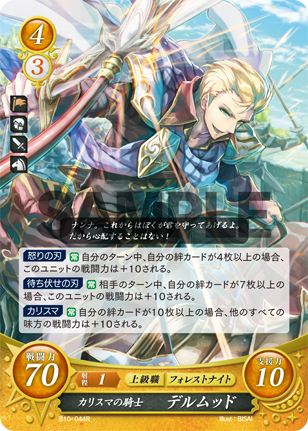 4
3
SAMPLE
ナンナ。これからはぼくが君を守ってあげるよ。
だから心配することはない!
怒りの刃 常 自分のターン中、自分の絆カードが4枚以上の場合、
このユニットの戦闘力は+10される。
待ち伏せの刃 常 相手のターン中、自分の絆カードが7枚以上の場
合、このユニットの戦闘力は+10される。
カリスマ 常 自分の絆カードが10枚以上の場合、他のすべての
味方の戦闘力は+10される。
戦闘力
70
射程 1 上級職 フォレストナイト
支援力
10
カリスマの騎士 デルムッド
B10-044R
Illust:BISAI